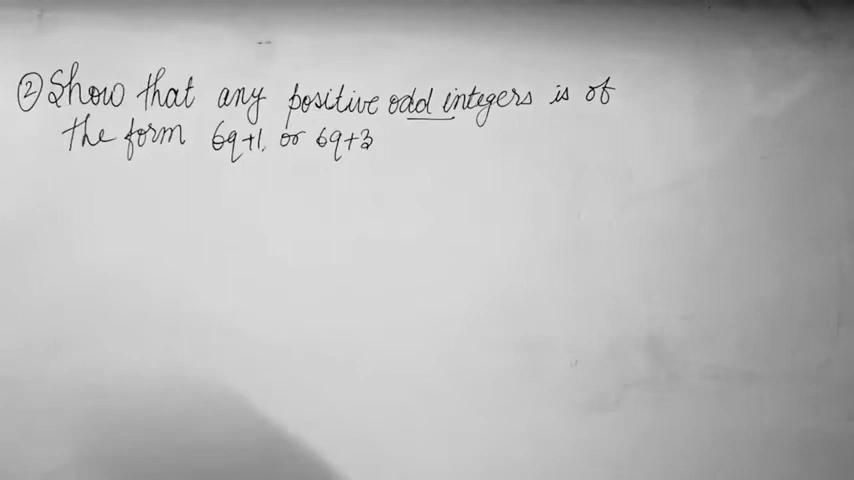 ② Show that any positive odd integers is of
the form 6q+1, or 6q+3